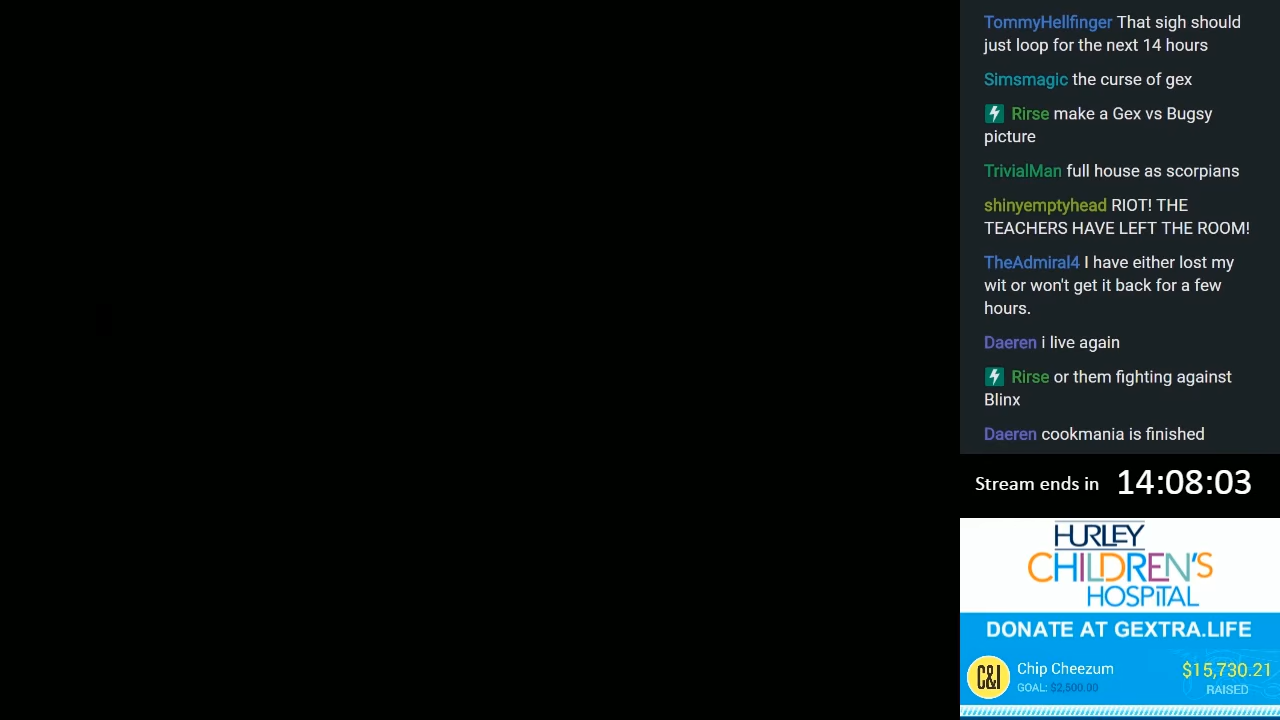 TommyHellfinger That sigh should
just loop for the next 14 hours
Simsmagic the curse of gex
Rirse make a Gex vs Bugsy
picture
TrivialMan full house as scorpians
shinyemptyhead RIOT! THE
TEACHERS HAVE LEFT THE ROOM!
TheAdmiral4 I have either lost my
wit or won't get it back for a few
hours.
Daeren i live again
Rirse or them fighting against
Blinx
Daeren cookmania is finished
Stream ends in 14:08:03
HURLEY
CHILDREN'S
HOSPITAL
DONATE AT GEXTRA.LIFE
C&I
Chip Cheezum
GOAL: $2,500.00
$15,730.21
RAISED